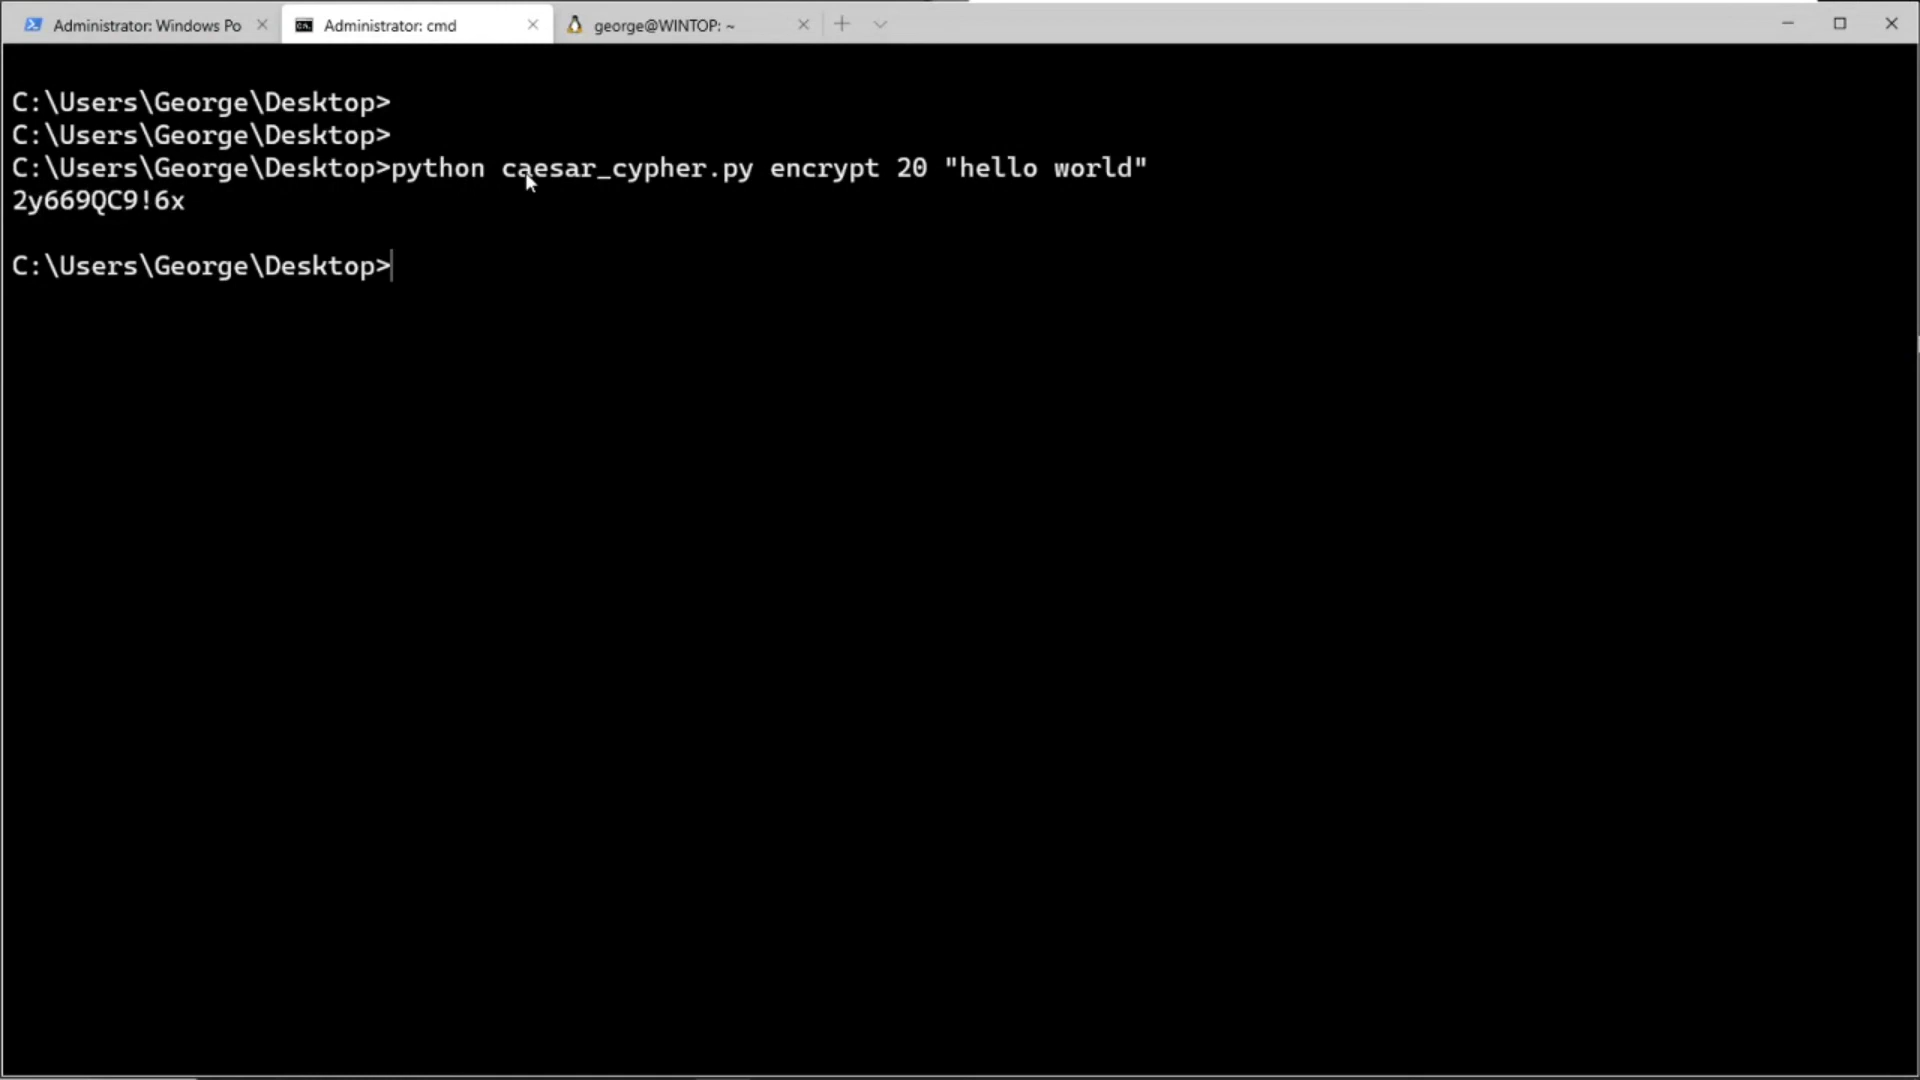 Administrator: Windows Po
Administrator: cmd
george@WINTOP: ~
C:\Users\George\Desktop>
C:\Users\George\Desktop>
C:\Users\George\Desktop>python caesar_cypher.py encrypt 20 "hello world"
2y669QC9!6x
C:\Users\George\Desktop>